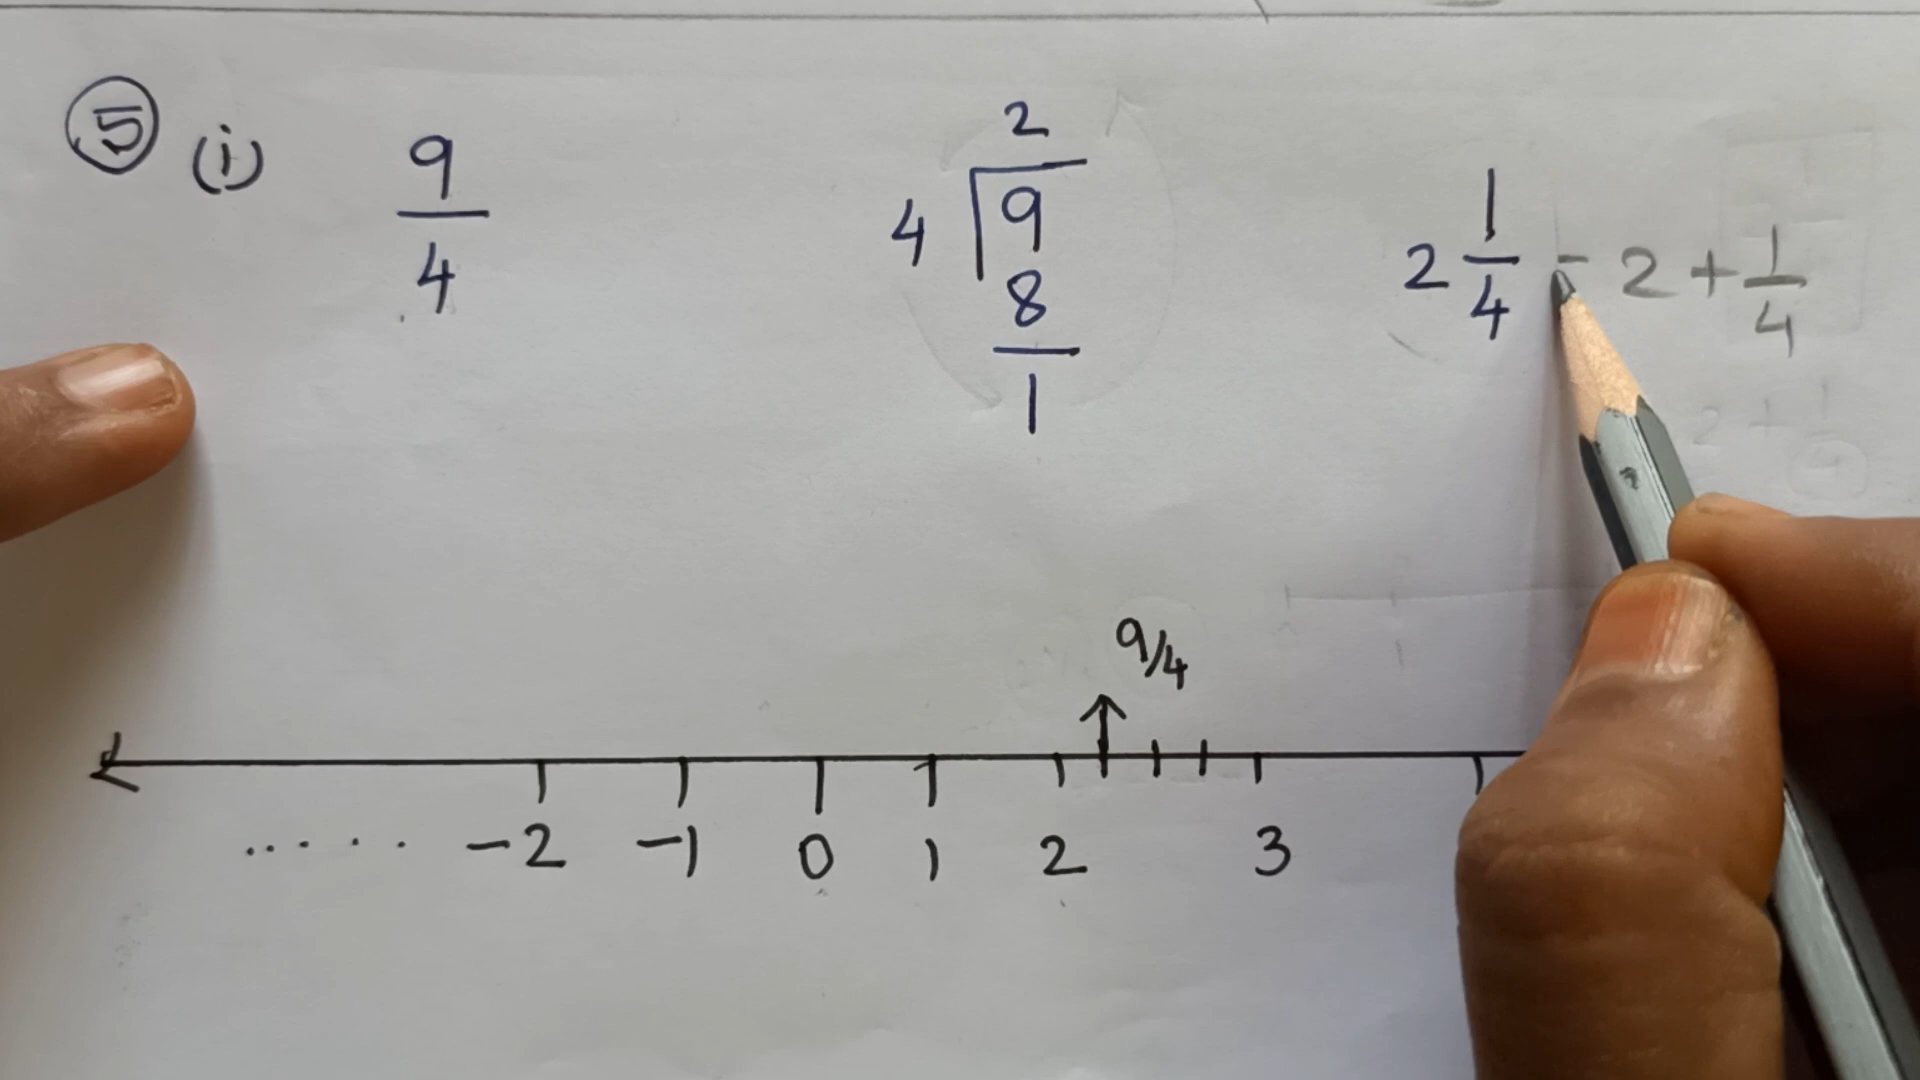 5 (i) 9/4
2
4 9
8
1
2 1/4 = 2 + 1/4
9/4
..... -2 -1 0 1 2 3